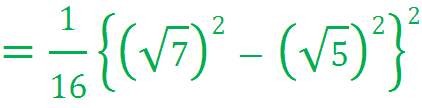 = 1/16 {(√7)² − (√5)²}²